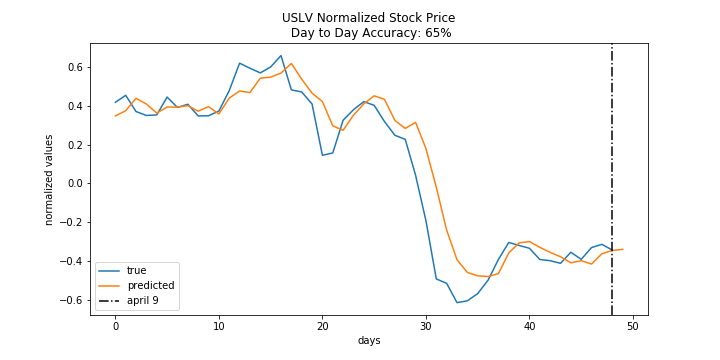 USLV Normalized Stock Price
Day to Day Accuracy: 65%
normalized values
0.6
0.4
0.2
0.0
−0.2
−0.4
−0.6
true
predicted
april 9
0 10 20 30 40 50
days